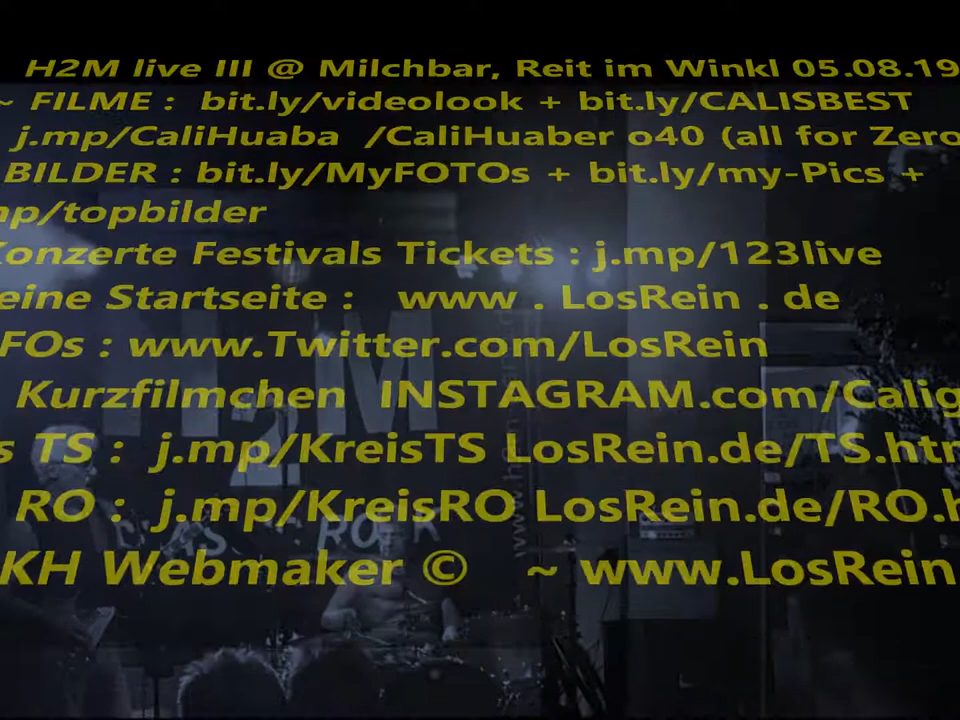 H2M live III @ Milchbar, Reit im Winkl 05.08.19
~ FILME : bit.ly/videolook + bit.ly/CALISBEST
j.mp/CaliHuaba /CaliHuaber o40 (all for Zero
BILDER : bit.ly/MyFOTOs + bit.ly/my-Pics +
mp/topbilder
Konzerte Festivals Tickets : j.mp/123live
eine Startseite : www . LosRein . de
FOs : www.Twitter.com/LosRein
Kurzfilmchen INSTAGRAM.com/Calig
s TS : j.mp/KreisTS LosRein.de/TS.htm
RO : j.mp/KreisRO LosRein.de/RO.h
KH Webmaker © ~ www.LosRein
H2M